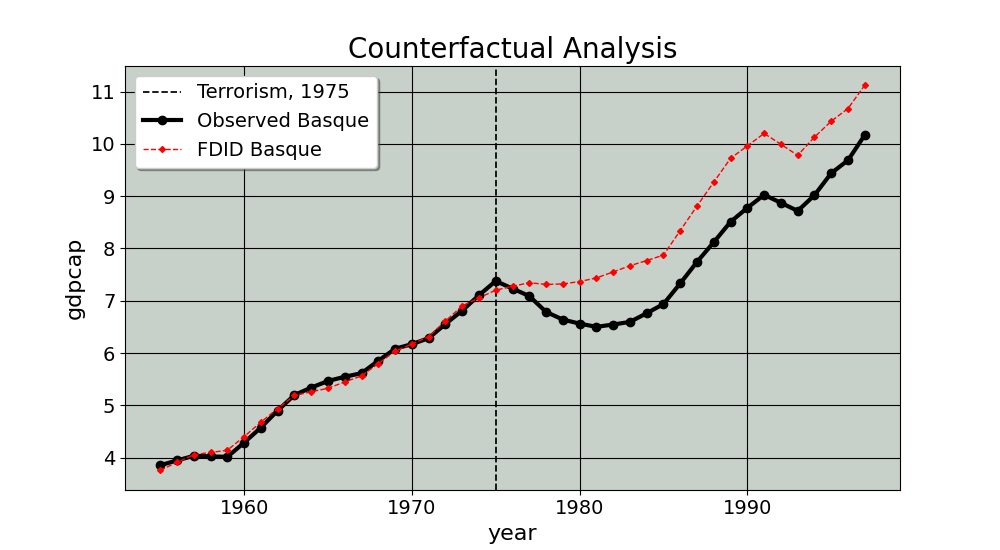 Counterfactual Analysis
Terrorism, 1975
Observed Basque
FDID Basque
11
10
9
8
7
6
5
4
gdpcap
1960 1970 1980 1990
year